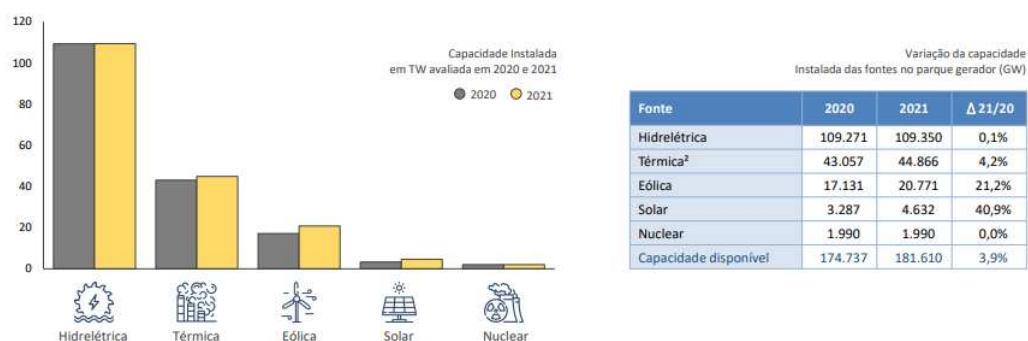 Capacidade Instalada
em TW avaliada em 2020 e 2021
2020 2021
120
100
80
60
40
20
0
Hidrelétrica Térmica Eólica Solar Nuclear
Variação da capacidade
Instalada das fontes no parque gerador (GW)
Fonte 2020 2021 Δ 21/20
Hidrelétrica 109.271 109.350 0,1%
Térmica² 43.057 44.866 4,2%
Eólica 17.131 20.771 21,2%
Solar 3.287 4.632 40,9%
Nuclear 1.990 1.990 0,0%
Capacidade disponível 174.737 181.610 3,9%